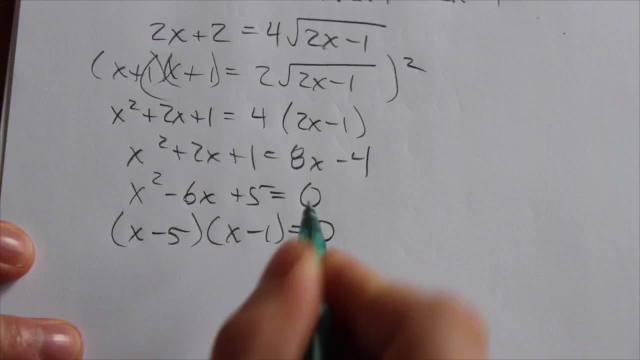 2x+2 = 4√2x-1
(x+1)(x+1) = 2√2x-1 )²
x²+2x+1 = 4 (2x-1)
x²+2x+1 = 8x-4
x²-6x+5 = 0
(x-5)(x-1) = 0